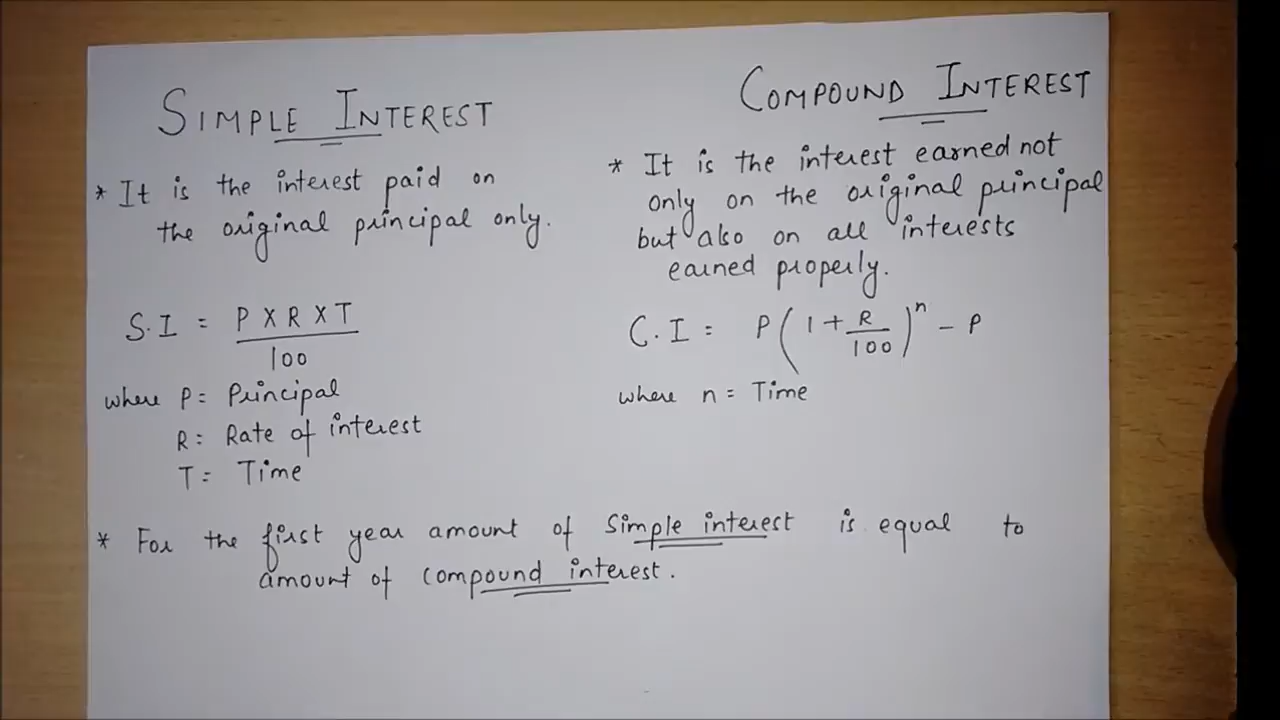 SIMPLE INTEREST
* It is the interest paid on
the original principal only.
S.I = P X R X T / 100
where P = Principal
R = Rate of interest
T = Time
COMPOUND INTEREST
* It is the interest earned not
only on the original principal
but also on all interests
earned properly.
C.I = P(1 + R/100)^n - P
where n = Time
* For the first year amount of Simple interest is equal to
amount of compound interest.